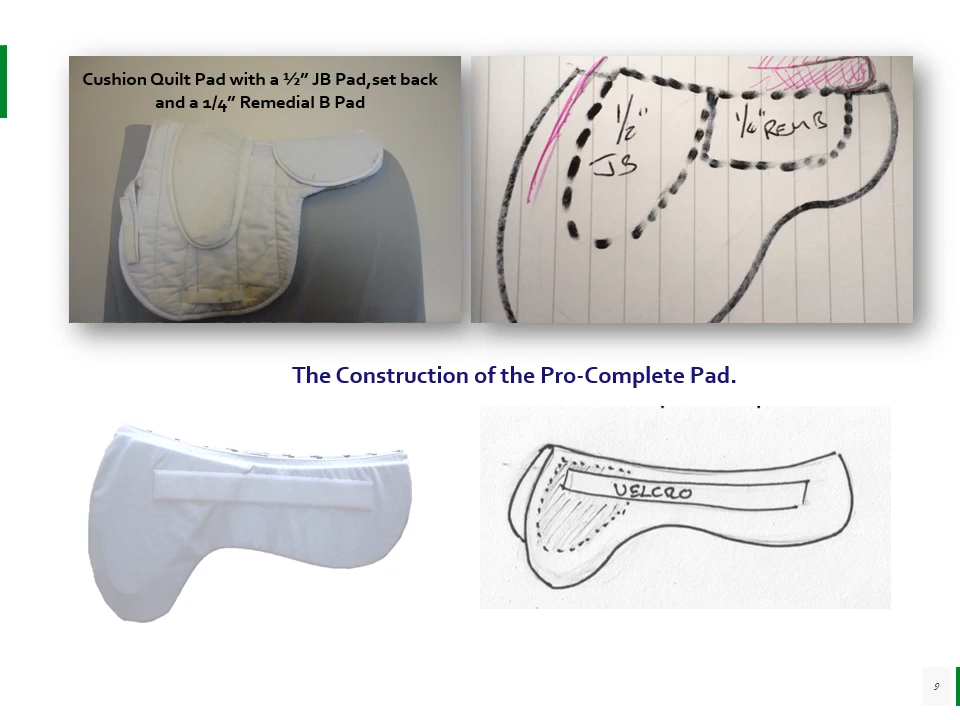 Cushion Quilt Pad with a ½” JB Pad,set back
and a 1/4” Remedial B Pad
1/2"
JB
1/4" REM B
The Construction of the Pro-Complete Pad.
VELCRO
9